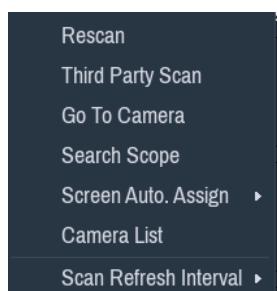 Rescan
Third Party Scan
Go To Camera
Search Scope
Screen Auto. Assign
Camera List
Scan Refresh Interval